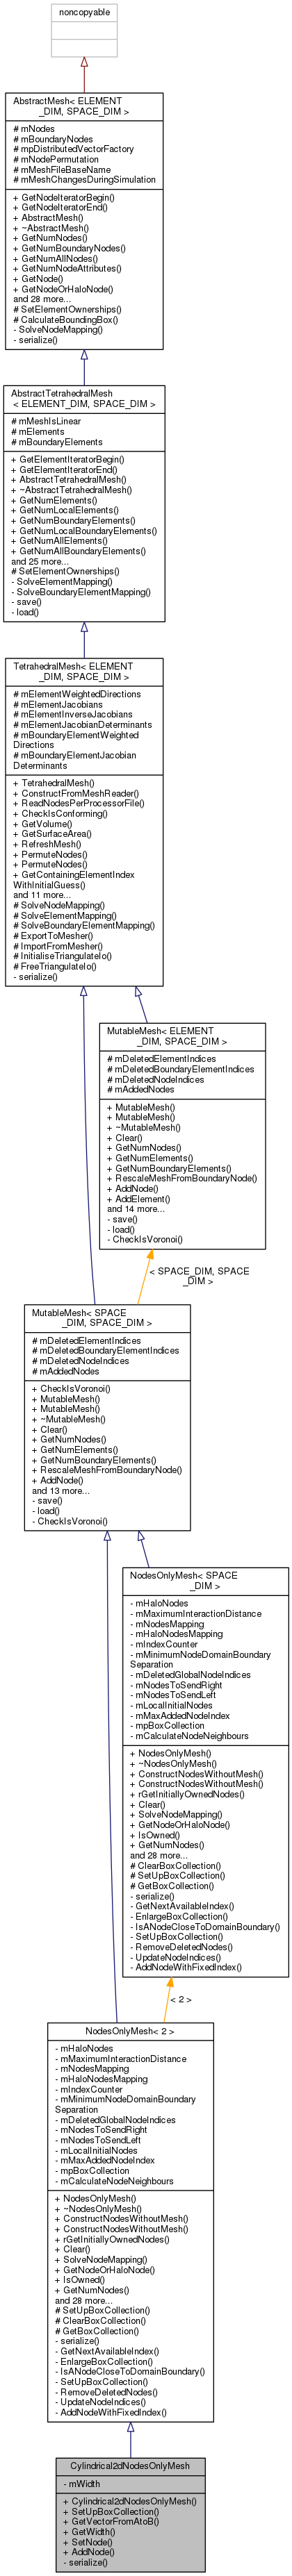 noncopyable
AbstractMesh< ELEMENT
_DIM, SPACE_DIM >
# mNodes
# mBoundaryNodes
# mpDistributedVectorFactory
# mNodePermutation
# mMeshFileBaseName
# mMeshChangesDuringSimulation
+ GetNodeIteratorBegin()
+ GetNodeIteratorEnd()
+ AbstractMesh()
+ ~AbstractMesh()
+ GetNumNodes()
+ GetNumBoundaryNodes()
+ GetNumAllNodes()
+ GetNumNodeAttributes()
+ GetNode()
+ GetNodeOrHaloNode()
and 28 more...
# SetElementOwnerships()
# CalculateBoundingBox()
- SolveNodeMapping()
- serialize()
AbstractTetrahedralMesh
< ELEMENT_DIM, SPACE_DIM >
# mMeshIsLinear
# mElements
# mBoundaryElements
+ GetElementIteratorBegin()
+ GetElementIteratorEnd()
+ AbstractTetrahedralMesh()
+ ~AbstractTetrahedralMesh()
+ GetNumElements()
+ GetNumLocalElements()
+ GetNumBoundaryElements()
+ GetNumLocalBoundaryElements()
+ GetNumAllElements()
+ GetNumAllBoundaryElements()
and 25 more...
# SetElementOwnerships()
- SolveElementMapping()
- SolveBoundaryElementMapping()
- save()
- load()
TetrahedralMesh< ELEMENT
_DIM, SPACE_DIM >
# mElementWeightedDirections
# mElementJacobians
# mElementInverseJacobians
# mElementJacobianDeterminants
# mBoundaryElementWeighted
Directions
# mBoundaryElementJacobian
Determinants
+ TetrahedralMesh()
+ ConstructFromMeshReader()
+ ReadNodesPerProcessorFile()
+ CheckIsConforming()
+ GetVolume()
+ GetSurfaceArea()
+ RefreshMesh()
+ PermuteNodes()
+ PermuteNodes()
+ GetContainingElementIndex
WithInitialGuess()
and 11 more...
# SolveNodeMapping()
# SolveElementMapping()
# SolveBoundaryElementMapping()
# ExportToMesher()
# ImportFromMesher()
# InitialiseTriangulateIo()
# FreeTriangulateIo()
- serialize()
MutableMesh< ELEMENT
_DIM, SPACE_DIM >
# mDeletedElementIndices
# mDeletedBoundaryElementIndices
# mDeletedNodeIndices
# mAddedNodes
+ MutableMesh()
+ MutableMesh()
+ ~MutableMesh()
+ Clear()
+ GetNumNodes()
+ GetNumElements()
+ GetNumBoundaryElements()
+ RescaleMeshFromBoundaryNode()
+ AddNode()
+ AddElement()
and 14 more...
- save()
- load()
- CheckIsVoronoi()
< SPACE_DIM, SPACE
_DIM >
MutableMesh< SPACE
_DIM, SPACE_DIM >
# mDeletedElementIndices
# mDeletedBoundaryElementIndices
# mDeletedNodeIndices
# mAddedNodes
+ CheckIsVoronoi()
+ MutableMesh()
+ MutableMesh()
+ ~MutableMesh()
+ Clear()
+ GetNumNodes()
+ GetNumElements()
+ GetNumBoundaryElements()
+ RescaleMeshFromBoundaryNode()
+ AddNode()
and 13 more...
- save()
- load()
- CheckIsVoronoi()
NodesOnlyMesh< SPACE
_DIM >
- mHaloNodes
- mMaximumInteractionDistance
- mNodesMapping
- mHaloNodesMapping
- mIndexCounter
- mMinimumNodeDomainBoundary
Separation
- mDeletedGlobalNodeIndices
- mNodesToSendRight
- mNodesToSendLeft
- mLocalInitialNodes
- mMaxAddedNodeIndex
- mpBoxCollection
- mCalculateNodeNeighbours
+ NodesOnlyMesh()
+ ~NodesOnlyMesh()
+ ConstructNodesWithoutMesh()
+ ConstructNodesWithoutMesh()
+ rGetInitiallyOwnedNodes()
+ Clear()
+ SolveNodeMapping()
+ GetNodeOrHaloNode()
+ IsOwned()
+ GetNumNodes()
and 28 more...
# ClearBoxCollection()
# SetUpBoxCollection()
# GetBoxCollection()
- serialize()
- GetNextAvailableIndex()
- EnlargeBoxCollection()
- IsANodeCloseToDomainBoundary()
- SetUpBoxCollection()
- RemoveDeletedNodes()
- UpdateNodeIndices()
- AddNodeWithFixedIndex()
< 2 >
NodesOnlyMesh< 2 >
- mHaloNodes
- mMaximumInteractionDistance
- mNodesMapping
- mHaloNodesMapping
- mIndexCounter
- mMinimumNodeDomainBoundary
Separation
- mDeletedGlobalNodeIndices
- mNodesToSendRight
- mNodesToSendLeft
- mLocalInitialNodes
- mMaxAddedNodeIndex
- mpBoxCollection
- mCalculateNodeNeighbours
+ NodesOnlyMesh()
+ ~NodesOnlyMesh()
+ ConstructNodesWithoutMesh()
+ ConstructNodesWithoutMesh()
+ rGetInitiallyOwnedNodes()
+ Clear()
+ SolveNodeMapping()
+ GetNodeOrHaloNode()
+ IsOwned()
+ GetNumNodes()
and 28 more...
# SetUpBoxCollection()
# ClearBoxCollection()
# GetBoxCollection()
- serialize()
- GetNextAvailableIndex()
- EnlargeBoxCollection()
- IsANodeCloseToDomainBoundary()
- SetUpBoxCollection()
- RemoveDeletedNodes()
- UpdateNodeIndices()
- AddNodeWithFixedIndex()
Cylindrical2dNodesOnlyMesh
- mWidth
+ Cylindrical2dNodesOnlyMesh()
+ SetUpBoxCollection()
+ GetVectorFromAtoB()
+ GetWidth()
+ SetNode()
+ AddNode()
- serialize()